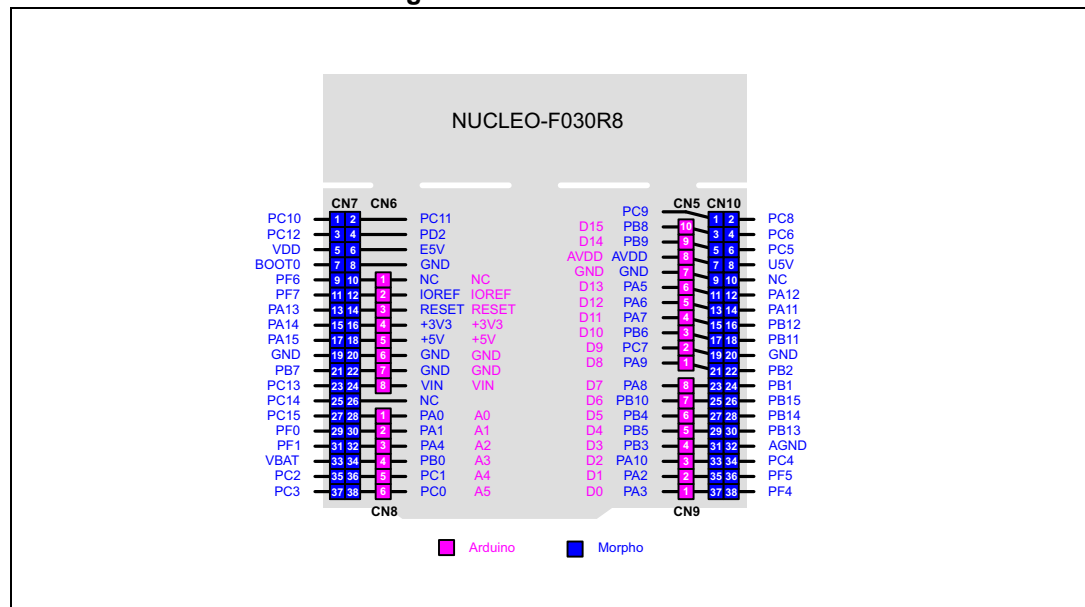 NUCLEO-F030R8
CN7 CN6 CN5 CN10
PC9
PC10 1 2 PC11 1 2 PC8
PC12 3 4 PD2 D15 PB8 10 3 4 PC6
VDD 5 6 E5V D14 PB9 9 5 6 PC5
BOOT0 7 8 GND AVDD AVDD 8 7 8 U5V
PF6 9 10 1 NC NC GND GND 7 9 10 NC
PF7 11 12 2 IOREF IOREF D13 PA5 6 11 12 PA12
PA13 13 14 3 RESET RESET D12 PA6 5 13 14 PA11
PA14 15 16 4 +3V3 +3V3 D11 PA7 4 15 16 PB12
PA15 17 18 5 +5V +5V D10 PB6 3 17 18 PB11
GND 19 20 6 GND GND D9 PC7 2 19 20 GND
PB7 21 22 7 GND GND D8 PA9 1 21 22 PB2
PC13 23 24 8 VIN VIN D7 PA8 8 23 24 PB1
PC14 25 26 NC D6 PB10 7 25 26 PB15
PC15 27 28 1 PA0 A0 D5 PB4 6 27 28 PB14
PF0 29 30 2 PA1 A1 D4 PB5 5 29 30 PB13
PF1 31 32 3 PA4 A2 D3 PB3 4 31 32 AGND
VBAT 33 34 4 PB0 A3 D2 PA10 3 33 34 PC4
PC2 35 36 5 PC1 A4 D1 PA2 2 35 36 PF5
PC3 37 38 6 PC0 A5 D0 PA3 1 37 38 PF4
CN8 CN9
Arduino Morpho